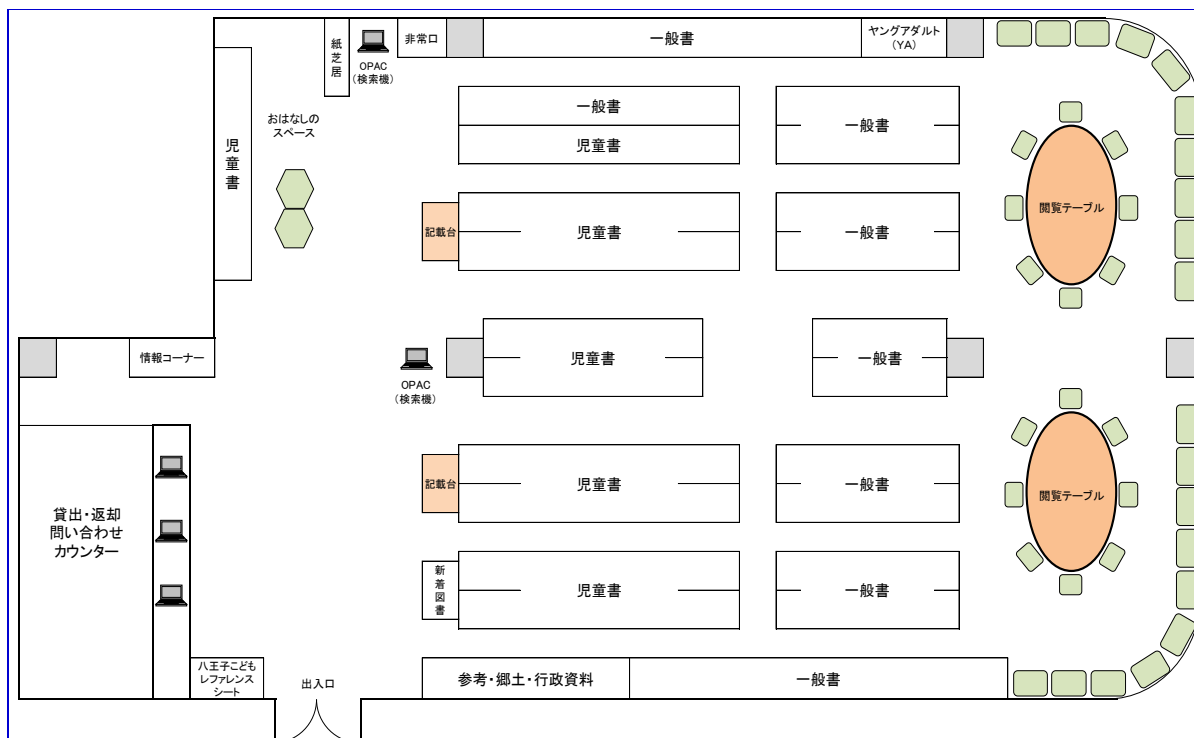 紙芝居
OPAC
(検索機)
非常口
一般書
ヤングアダルト
(YA)
おはなしの
スペース
児童書
一般書
児童書
一般書
閲覧テーブル
記載台
児童書
一般書
情報コーナー
OPAC
(検索機)
児童書
一般書
貸出・返却
問い合わせ
カウンター
記載台
児童書
一般書
閲覧テーブル
新着図書
児童書
一般書
八王子こども
レファレンス
シート
出入口
参考・郷土・行政資料
一般書